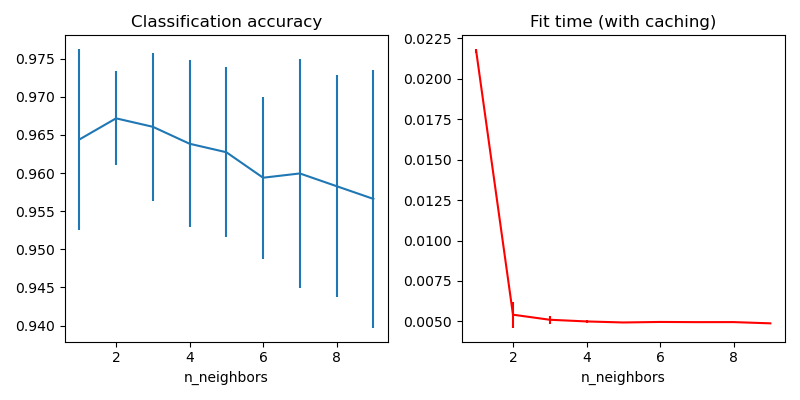 Classification accuracy
0.975
0.970
0.965
0.960
0.955
0.950
0.945
0.940
2 4 6 8
n_neighbors
Fit time (with caching)
0.0225
0.0200
0.0175
0.0150
0.0125
0.0100
0.0075
0.0050
2 4 6 8
n_neighbors